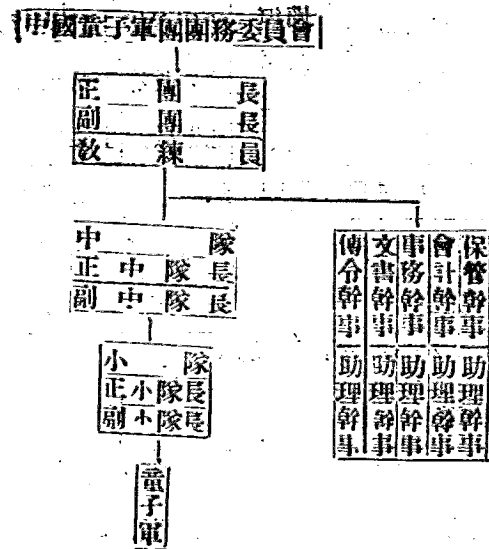 中國童子軍團團務委員會
正團長
副團長
教練員
中隊
正中隊長
副中隊長
小隊
正小隊長
副小隊長
童子軍
保管幹事 助理幹事
會計幹事 助理幹事
事務幹事 助理幹事
文書幹事 助理幹事
傳令幹事 助理幹事